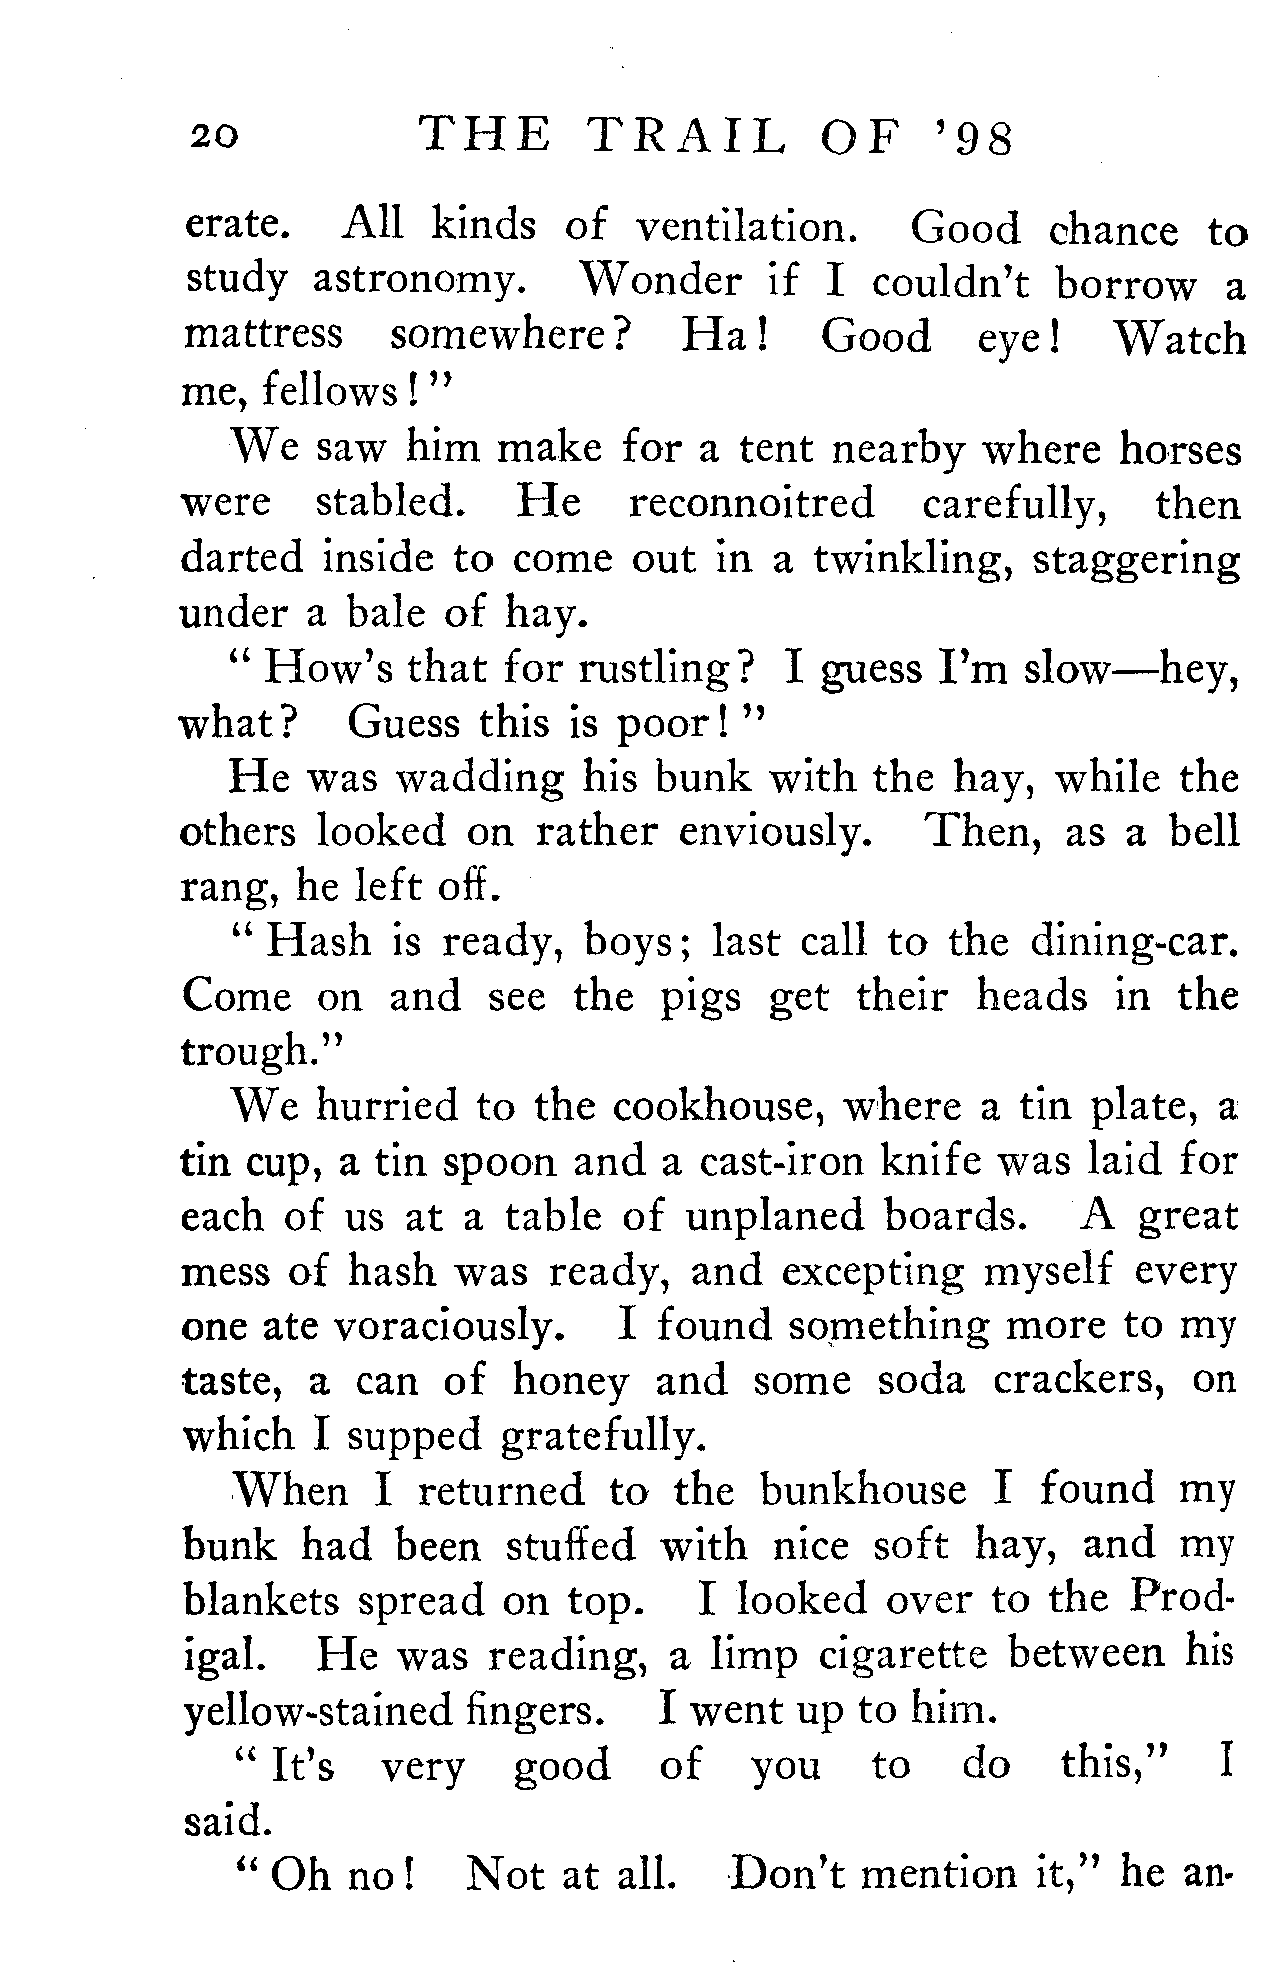 20 THE TRAIL OF '98
erate. All kinds of ventilation. Good chance to
study astronomy. Wonder if I couldn't borrow a
mattress somewhere? Ha! Good eye! Watch
me, fellows!"
We saw him make for a tent nearby where horses
were stabled. He reconnoitred carefully, then
darted inside to come out in a twinkling, staggering
under a bale of hay.
"How's that for rustling? I guess I'm slow—hey,
what? Guess this is poor!"
He was wadding his bunk with the hay, while the
others looked on rather enviously. Then, as a bell
rang, he left off.
"Hash is ready, boys; last call to the dining-car.
Come on and see the pigs get their heads in the
trough."
We hurried to the cookhouse, where a tin plate, a
tin cup, a tin spoon and a cast-iron knife was laid for
each of us at a table of unplaned boards. A great
mess of hash was ready, and excepting myself every
one ate voraciously. I found something more to my
taste, a can of honey and some soda crackers, on
which I supped gratefully.
When I returned to the bunkhouse I found my
bunk had been stuffed with nice soft hay, and my
blankets spread on top. I looked over to the Prod-
igal. He was reading, a limp cigarette between his
yellow-stained fingers. I went up to him.
"It's very good of you to do this," I
said.
"Oh no! Not at all. Don't mention it," he an-